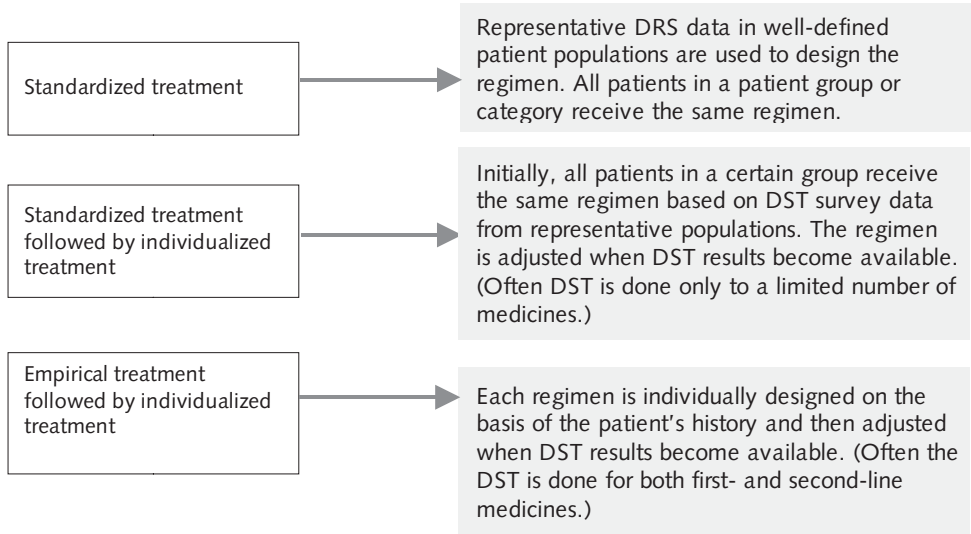 Standardized treatment
Representative DRS data in well-defined
patient populations are used to design the
regimen. All patients in a patient group or
category receive the same regimen.
Standardized treatment
followed by individualized
treatment
Initially, all patients in a certain group receive
the same regimen based on DST survey data
from representative populations. The regimen
is adjusted when DST results become available.
(Often DST is done only to a limited number of
medicines.)
Empirical treatment
followed by individualized
treatment
Each regimen is individually designed on the
basis of the patient’s history and then adjusted
when DST results become available. (Often the
DST is done for both first- and second-line
medicines.)